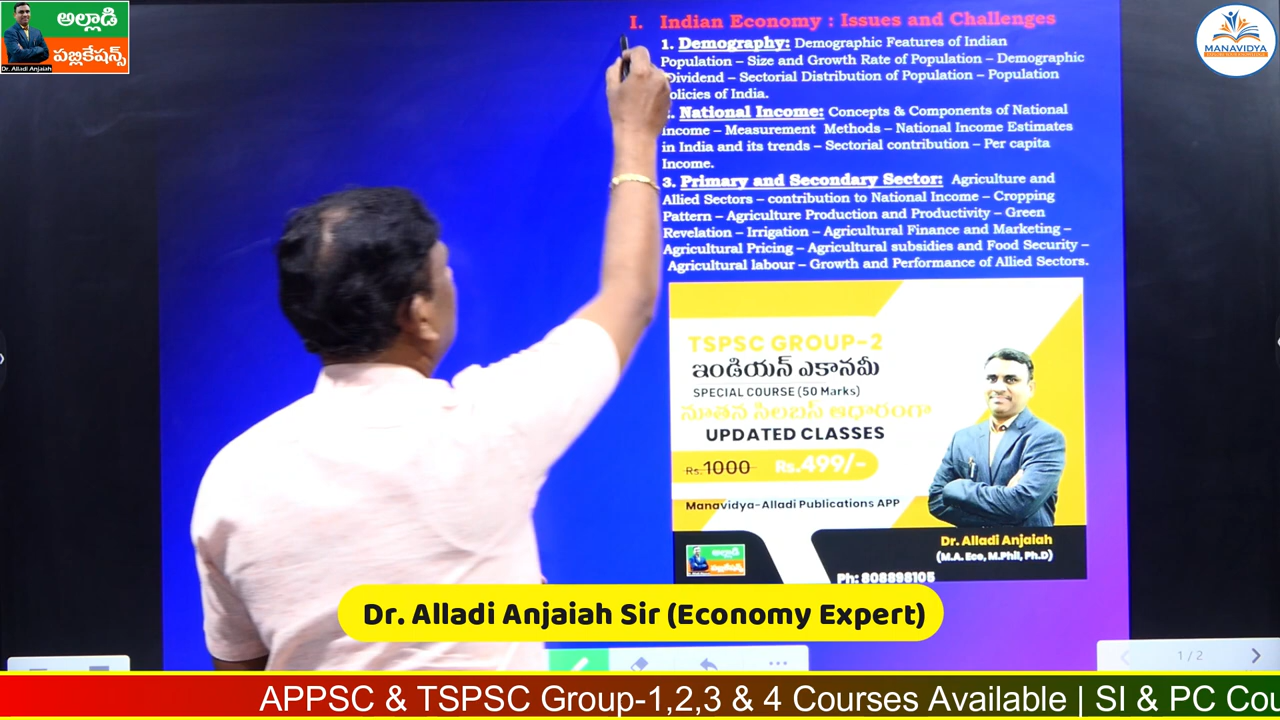 అల్లాడి
పబ్లికేషన్స్
Dr. Alladi Anjaiah
MANAVIDYA
I. Indian Economy : Issues and Challenges
1. Demography: Demographic Features of Indian
Population – Size and Growth Rate of Population – Demographic
Dividend – Sectorial Distribution of Population – Population
olicies of India.
. National Income: Concepts & Components of National
Income – Measurement Methods – National Income Estimates
in India and its trends – Sectorial contribution – Per capita
Income.
3. Primary and Secondary Sector: Agriculture and
Allied Sectors – contribution to National Income – Cropping
Pattern – Agriculture Production and Productivity – Green
Revelation – Irrigation – Agricultural Finance and Marketing –
Agricultural Pricing – Agricultural subsidies and Food Security –
Agricultural labour – Growth and Performance of Allied Sectors.
TSPSC GROUP-2
ఇండియన్ ఎకానమీ
SPECIAL COURSE (50 Marks)
నూతన సిలబస్ ఆధారంగా
UPDATED CLASSES
Rs.1000 Rs.499/-
Manavidya-Alladi Publications APP
Dr. Alladi Anjaiah
(M.A. Eco, M.Phil, Ph.D)
అల్లాడి
పబ్లికేషన్స్
Ph: 808898105
Dr. Alladi Anjaiah Sir (Economy Expert)
1 / 2
APPSC & TSPSC Group-1,2,3 & 4 Courses Available | SI & PC Cou